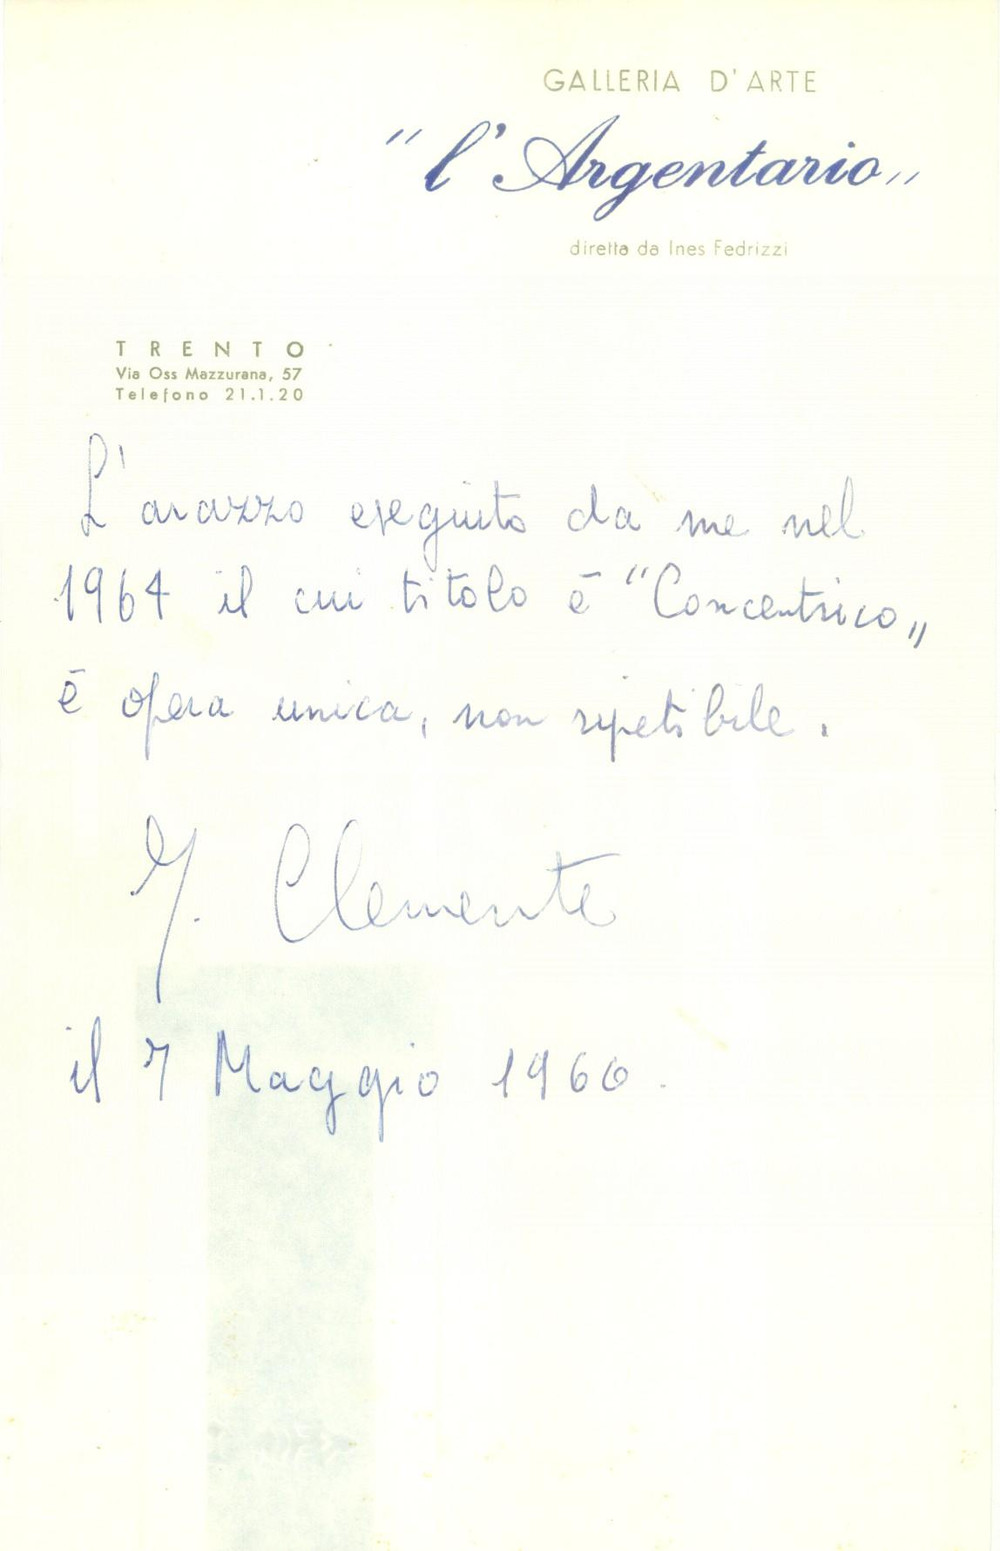 GALLERIA D'ARTE
"l'Argentario"
diretta da Ines Fedrizzi
TRENTO
Via Oss Mazzurana, 57
Telefono 21.1.20
L'arazzo eseguito da me nel
1964 il cui titolo è "Concentrico"
è opera unica, non ripetibile.
Y. Clemente
il 7 Maggio 1966.